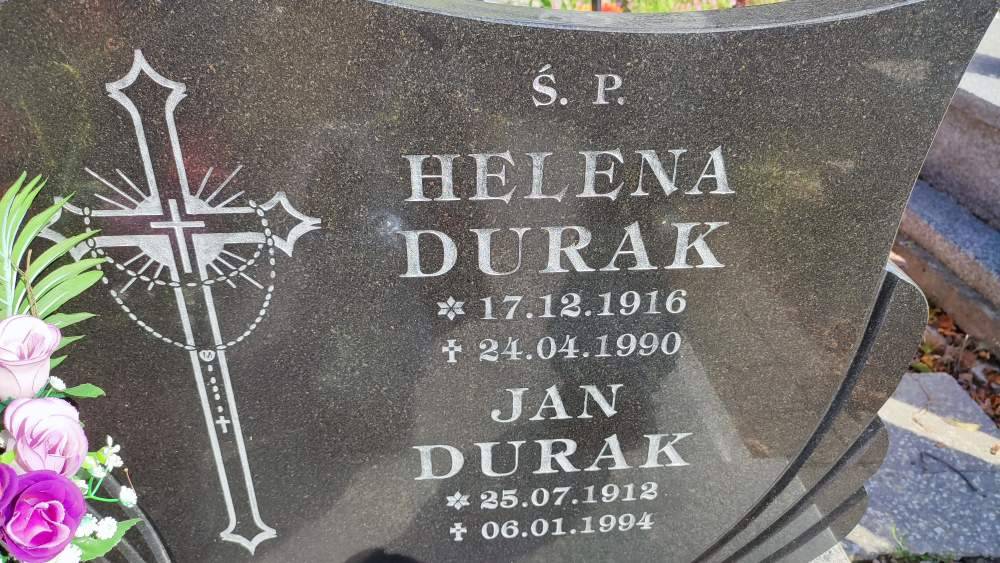 Ś. P.
HELENA
DURAK
✲ 17.12.1916
✝ 24.04.1990
JAN
DURAK
✲ 25.07.1912
✝ 06.01.1994